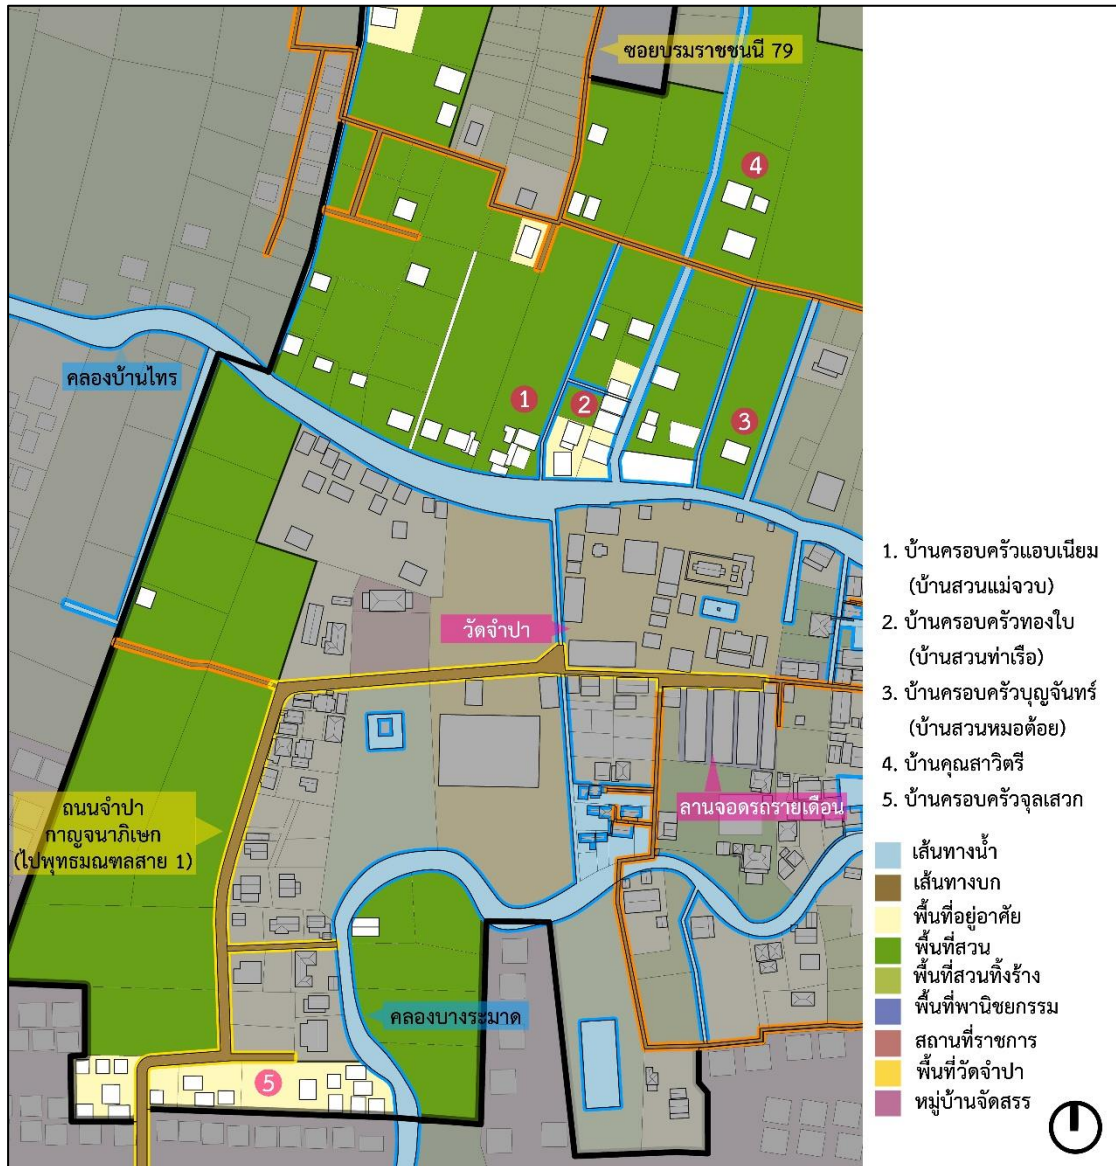 ซอยบรมราชชนนี 79
4
คลองบ้านไทร
1
2
3
วัดจำปา
ลานจอดรถรายเดือน
ถนนจำปา
กาญจนาภิเษก
(ไปพุทธมณฑลสาย 1)
คลองบางระมาด
5
1. บ้านครอบครัวแอบเนียม
(บ้านสวนแม่จวบ)
2. บ้านครอบครัวทองใบ
(บ้านสวนท่าเรือ)
3. บ้านครอบครัวบุญจันทร์
(บ้านสวนหมอต้อย)
4. บ้านคุณสาวิตรี
5. บ้านครอบครัวจุลเสวก
เส้นทางน้ำ
เส้นทางบก
พื้นที่อยู่อาศัย
พื้นที่สวน
พื้นที่สวนทิ้งร้าง
พื้นที่พานิชยกรรม
สถานที่ราชการ
พื้นที่วัดจำปา
หมู่บ้านจัดสรร